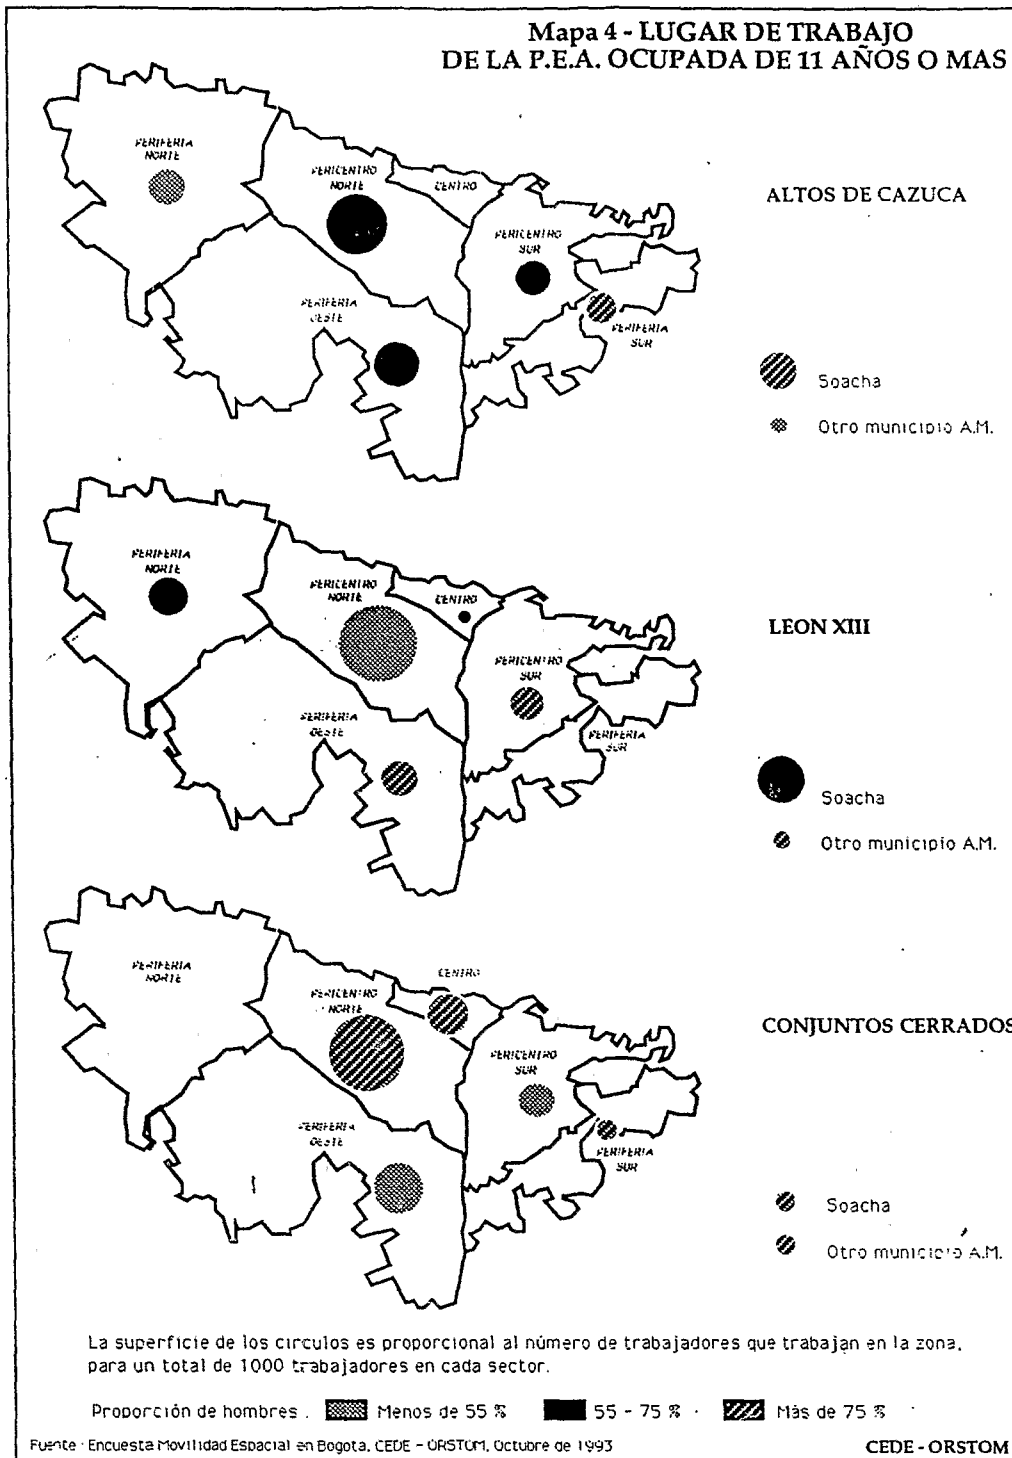 Mapa 4 - LUGAR DE TRABAJO
DE LA P.E.A. OCUPADA DE 11 AÑOS O MAS
PERIFERIA
NORTE
PERICENTRO
NORTE
CENTRO
PERICENTRO
SUR
PERIFERIA
OESTE
PERIFERIA
SUR
ALTOS DE CAZUCA
Soacha
Otro municipio A.M.
PERIFERIA
NORTE
PERICENTRO
NORTE
CENTRO
PERICENTRO
SUR
PERIFERIA
OESTE
PERIFERIA
SUR
LEON XIII
Soacha
Otro municipio A.M.
PERIFERIA
NORTE
PERICENTRO
NORTE
CENTRO
PERICENTRO
SUR
PERIFERIA
OESTE
PERIFERIA
SUR
CONJUNTOS CERRADOS
Soacha
Otro municipio A.M.
La superficie de los circulos es proporcional al número de trabajadores que trabajan en la zona,
para un total de 1000 trabajadores en cada sector.
Proporción de hombres . Menos de 55 % 55 - 75 % Más de 75 %
Fuente : Encuesta Movilidad Espacial en Bogota, CEDE - ORSTOM, Octubre de 1993
CEDE - ORSTOM